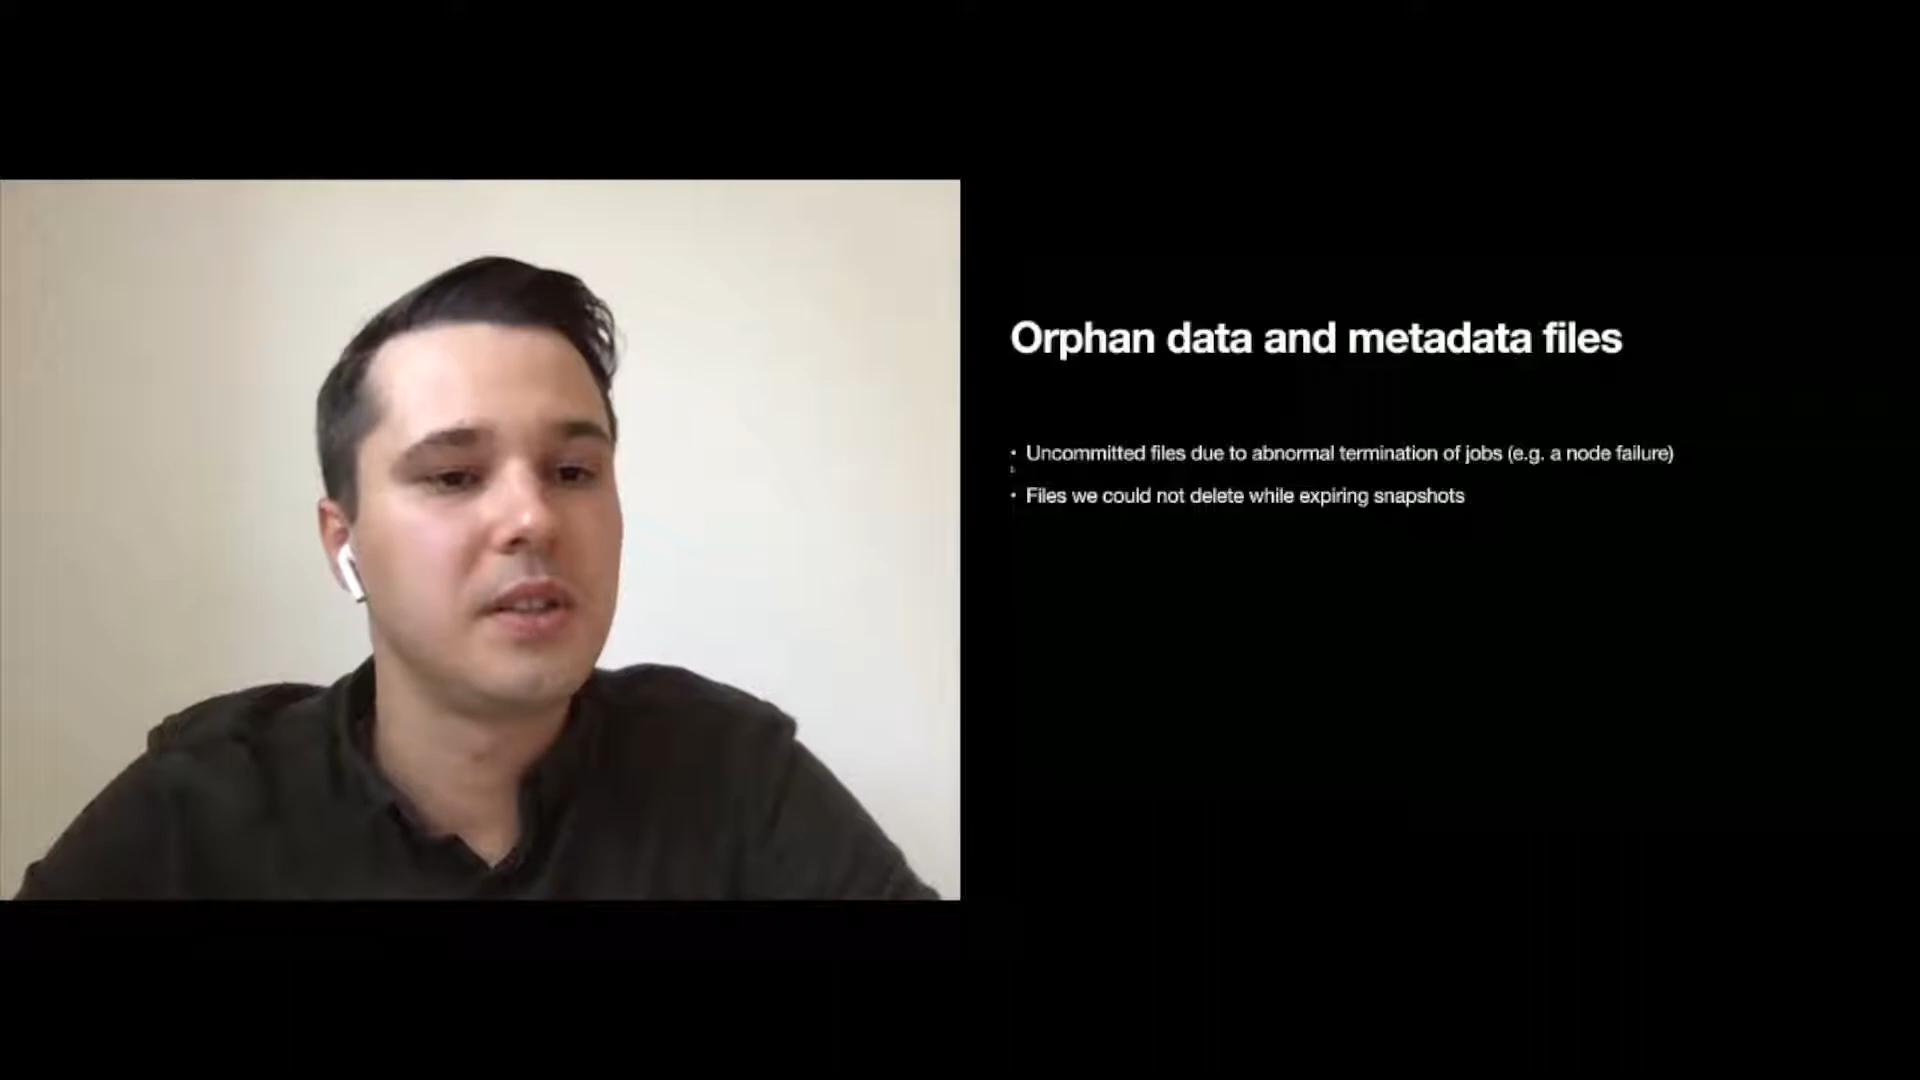 Orphan data and metadata files
• Uncommitted files due to abnormal termination of jobs (e.g. a node failure)
• Files we could not delete while expiring snapshots